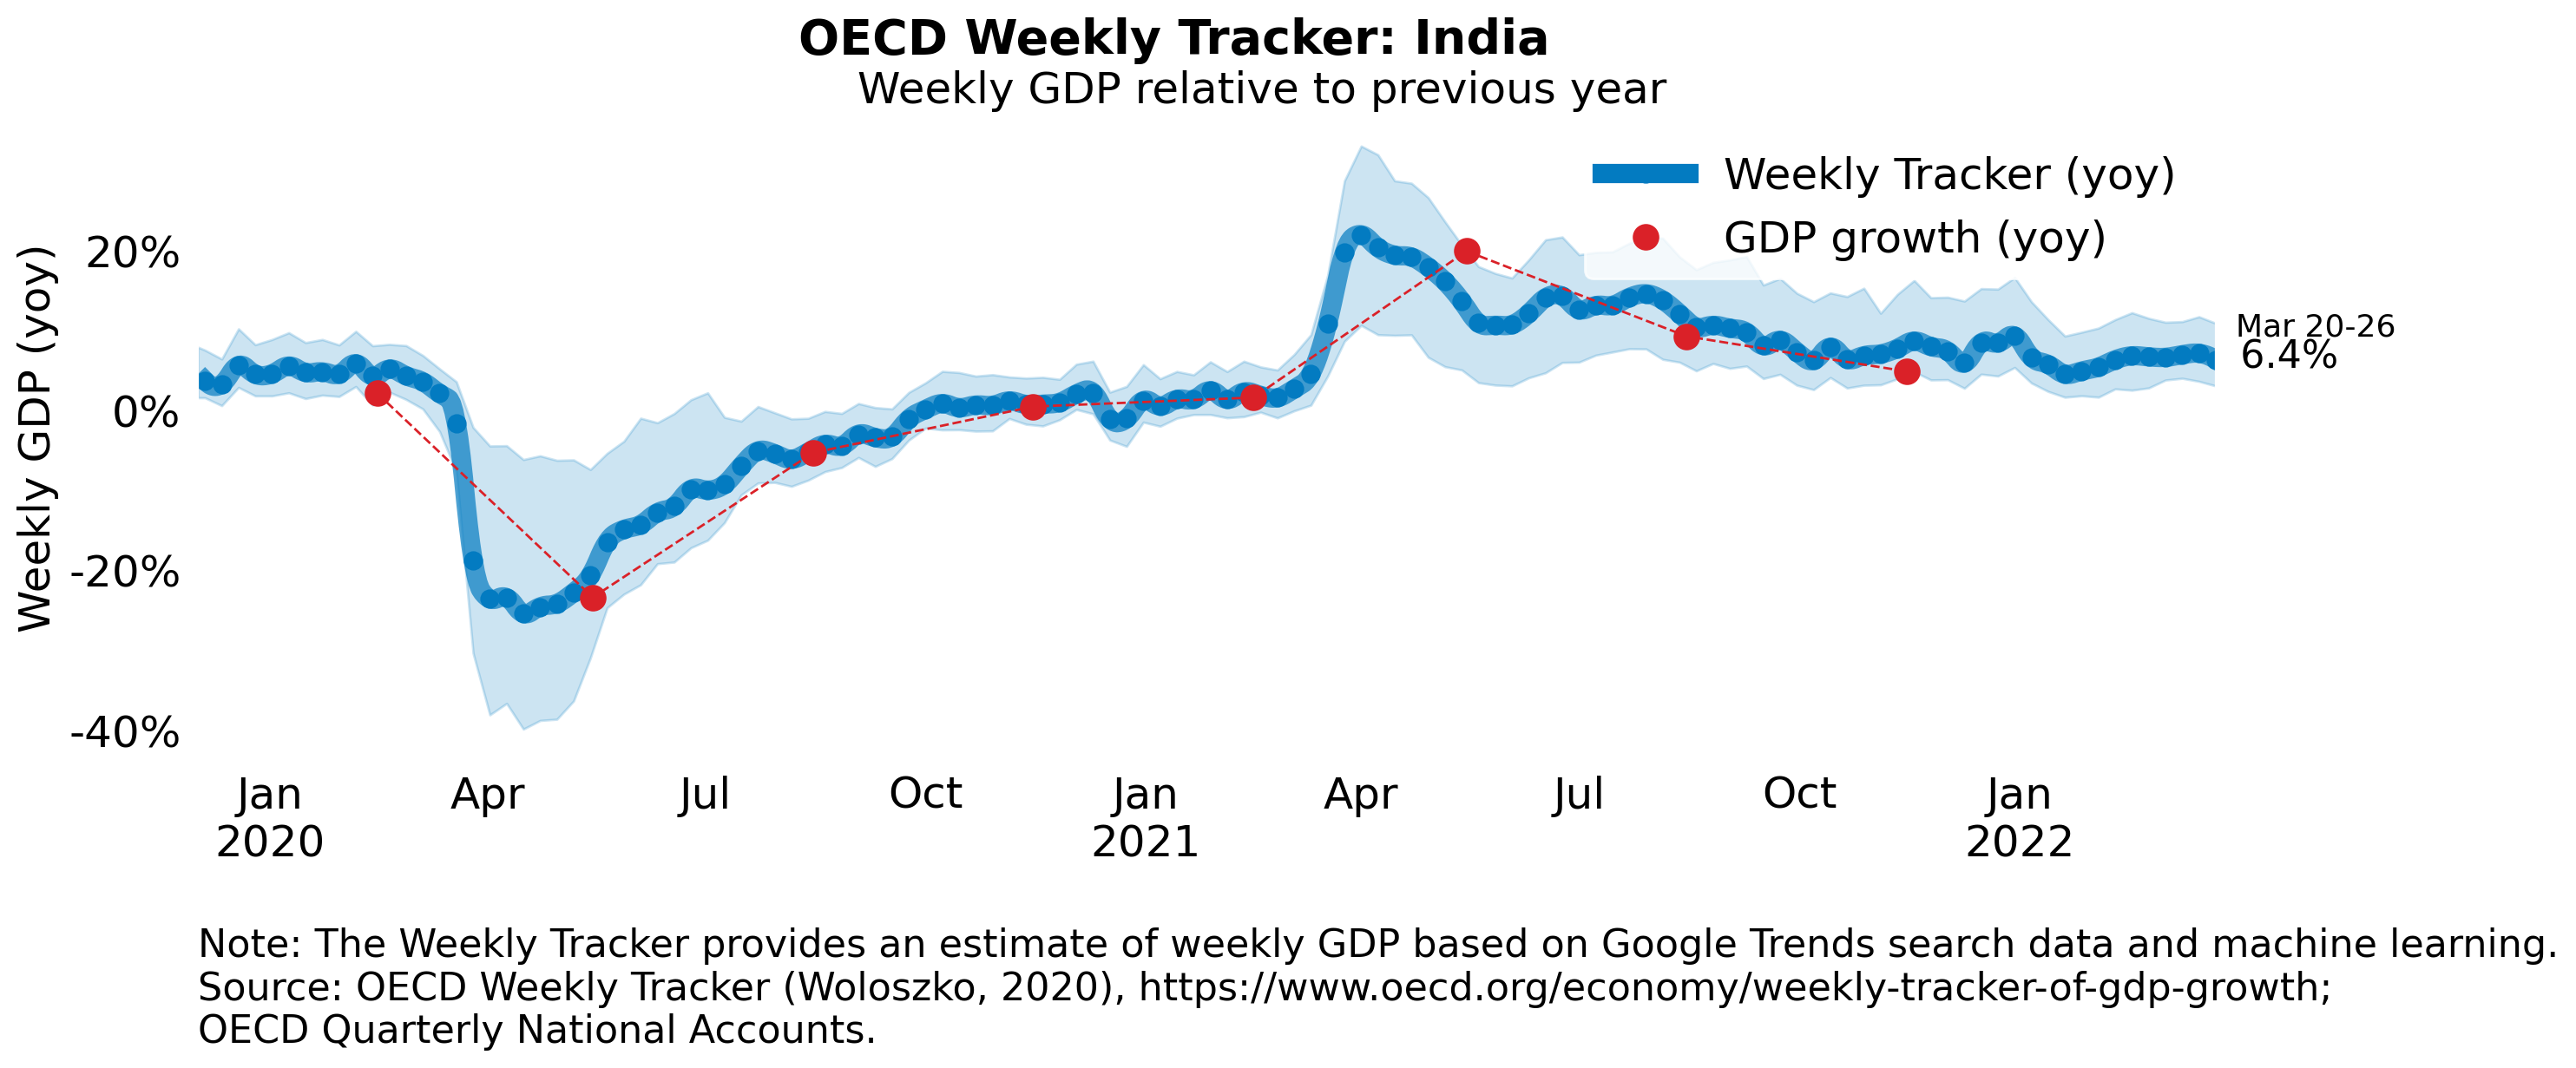 OECD Weekly Tracker: India
Weekly GDP relative to previous year
Weekly Tracker (yoy)
GDP growth (yoy)
Weekly GDP (yoy)
20%
0%
-20%
-40%
Mar 20-26
6.4%
Jan
2020
Apr
Jul
Oct
Jan
2021
Apr
Jul
Oct
Jan
2022
Note: The Weekly Tracker provides an estimate of weekly GDP based on Google Trends search data and machine learning.
Source: OECD Weekly Tracker (Woloszko, 2020), https://www.oecd.org/economy/weekly-tracker-of-gdp-growth;
OECD Quarterly National Accounts.